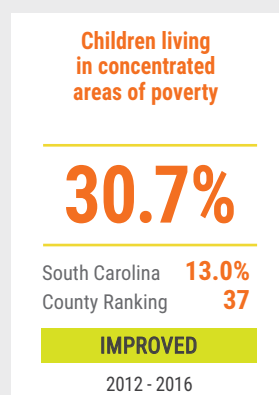 Children living
in concentrated
areas of poverty
30.7%
South Carolina 13.0%
County Ranking 37
IMPROVED
2012 - 2016